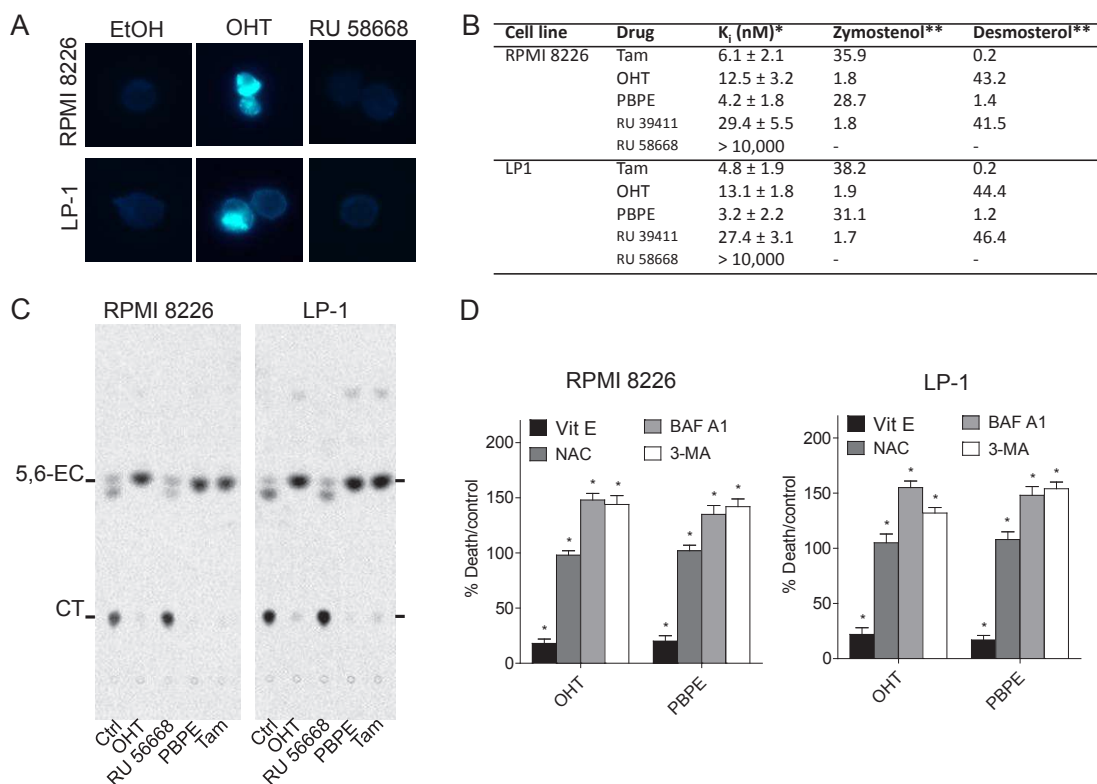 A
EtOH OHT RU 58668
RPMI 8226
LP-1
B
Cell line Drug Ki (nM)* Zymostenol** Desmosterol**
RPMI 8226 Tam 6.1 ± 2.1 35.9 0.2
OHT 12.5 ± 3.2 1.8 43.2
PBPE 4.2 ± 1.8 28.7 1.4
RU 39411 29.4 ± 5.5 1.8 41.5
RU 58668 > 10,000 - -
LP1 Tam 4.8 ± 1.9 38.2 0.2
OHT 13.1 ± 1.8 1.9 44.4
PBPE 3.2 ± 2.2 31.1 1.2
RU 39411 27.4 ± 3.1 1.7 46.4
RU 58668 > 10,000 - -
C
RPMI 8226 LP-1
5,6-EC
CT
Ctrl OHT RU 56668 PBPE Tam Ctrl OHT RU 56668 PBPE Tam
D
RPMI 8226
Vit E BAF A1
NAC 3-MA
% Death/control
200
150
100
50
0
* * * * * * * *
OHT PBPE
LP-1
Vit E BAF A1
NAC 3-MA
% Death/control
200
150
100
50
0
* * * * * * * *
OHT PBPE